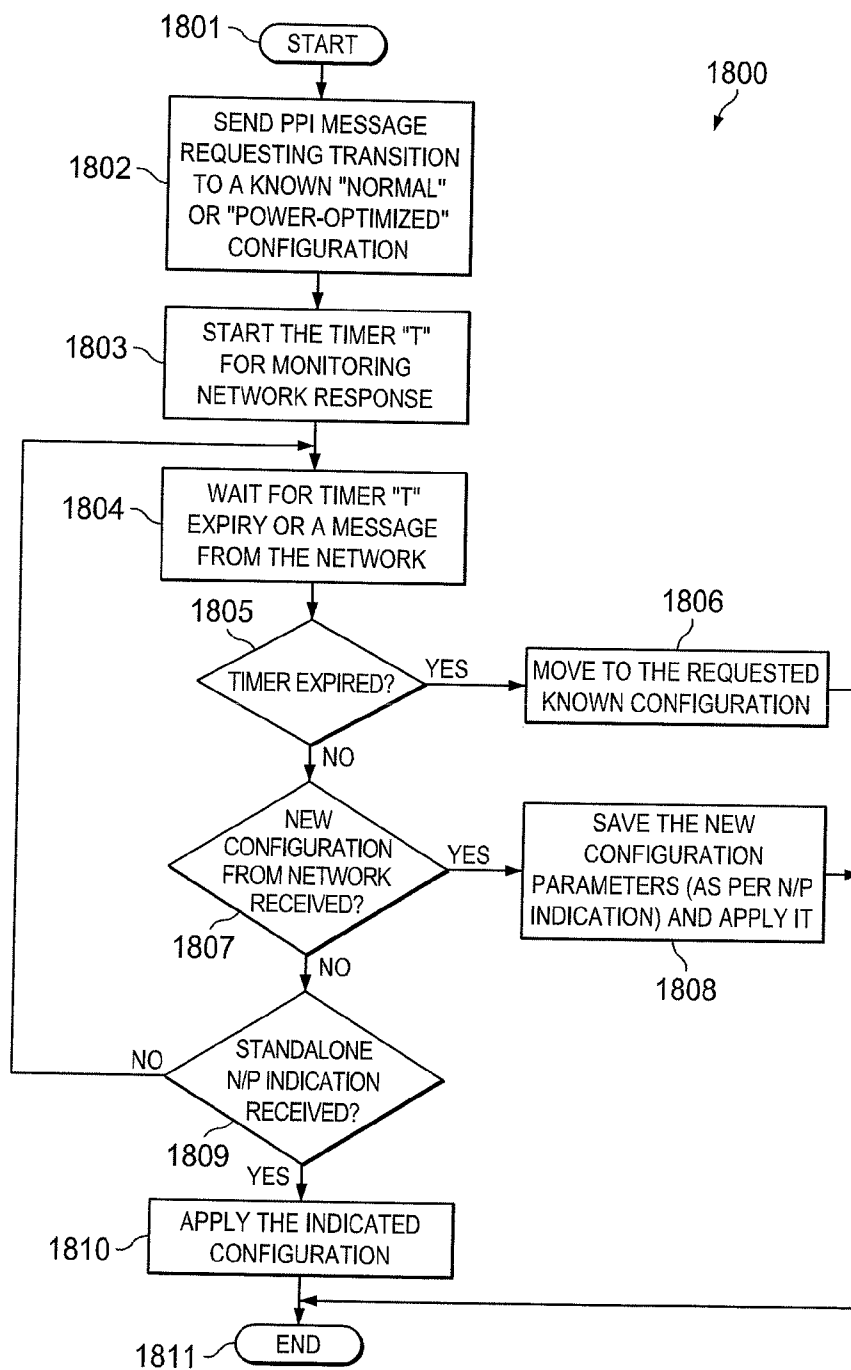 1801
START
1800
1802
SEND PPI MESSAGE
REQUESTING TRANSITION
TO A KNOWN "NORMAL"
OR "POWER-OPTIMIZED"
CONFIGURATION
1803
START THE TIMER "T"
FOR MONITORING
NETWORK RESPONSE
1804
WAIT FOR TIMER "T"
EXPIRY OR A MESSAGE
FROM THE NETWORK
1805
TIMER EXPIRED?
YES
1806
MOVE TO THE REQUESTED
KNOWN CONFIGURATION
NO
NEW
CONFIGURATION
FROM NETWORK
RECEIVED?
1807
YES
SAVE THE NEW
CONFIGURATION
PARAMETERS (AS PER N/P
INDICATION) AND APPLY IT
1808
NO
NO
STANDALONE
N/P INDICATION
RECEIVED?
1809
YES
1810
APPLY THE INDICATED
CONFIGURATION
1811
END